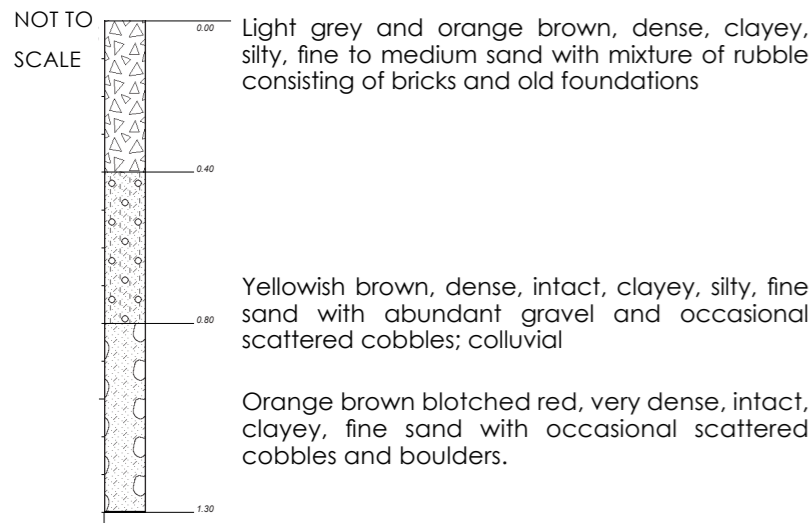 NOT TO
SCALE
0.00
Light grey and orange brown, dense, clayey,
silty, fine to medium sand with mixture of rubble
consisting of bricks and old foundations
0.40
Yellowish brown, dense, intact, clayey, silty, fine
sand with abundant gravel and occasional
scattered cobbles; colluvial
0.80
Orange brown blotched red, very dense, intact,
clayey, fine sand with occasional scattered
cobbles and boulders.
1.30